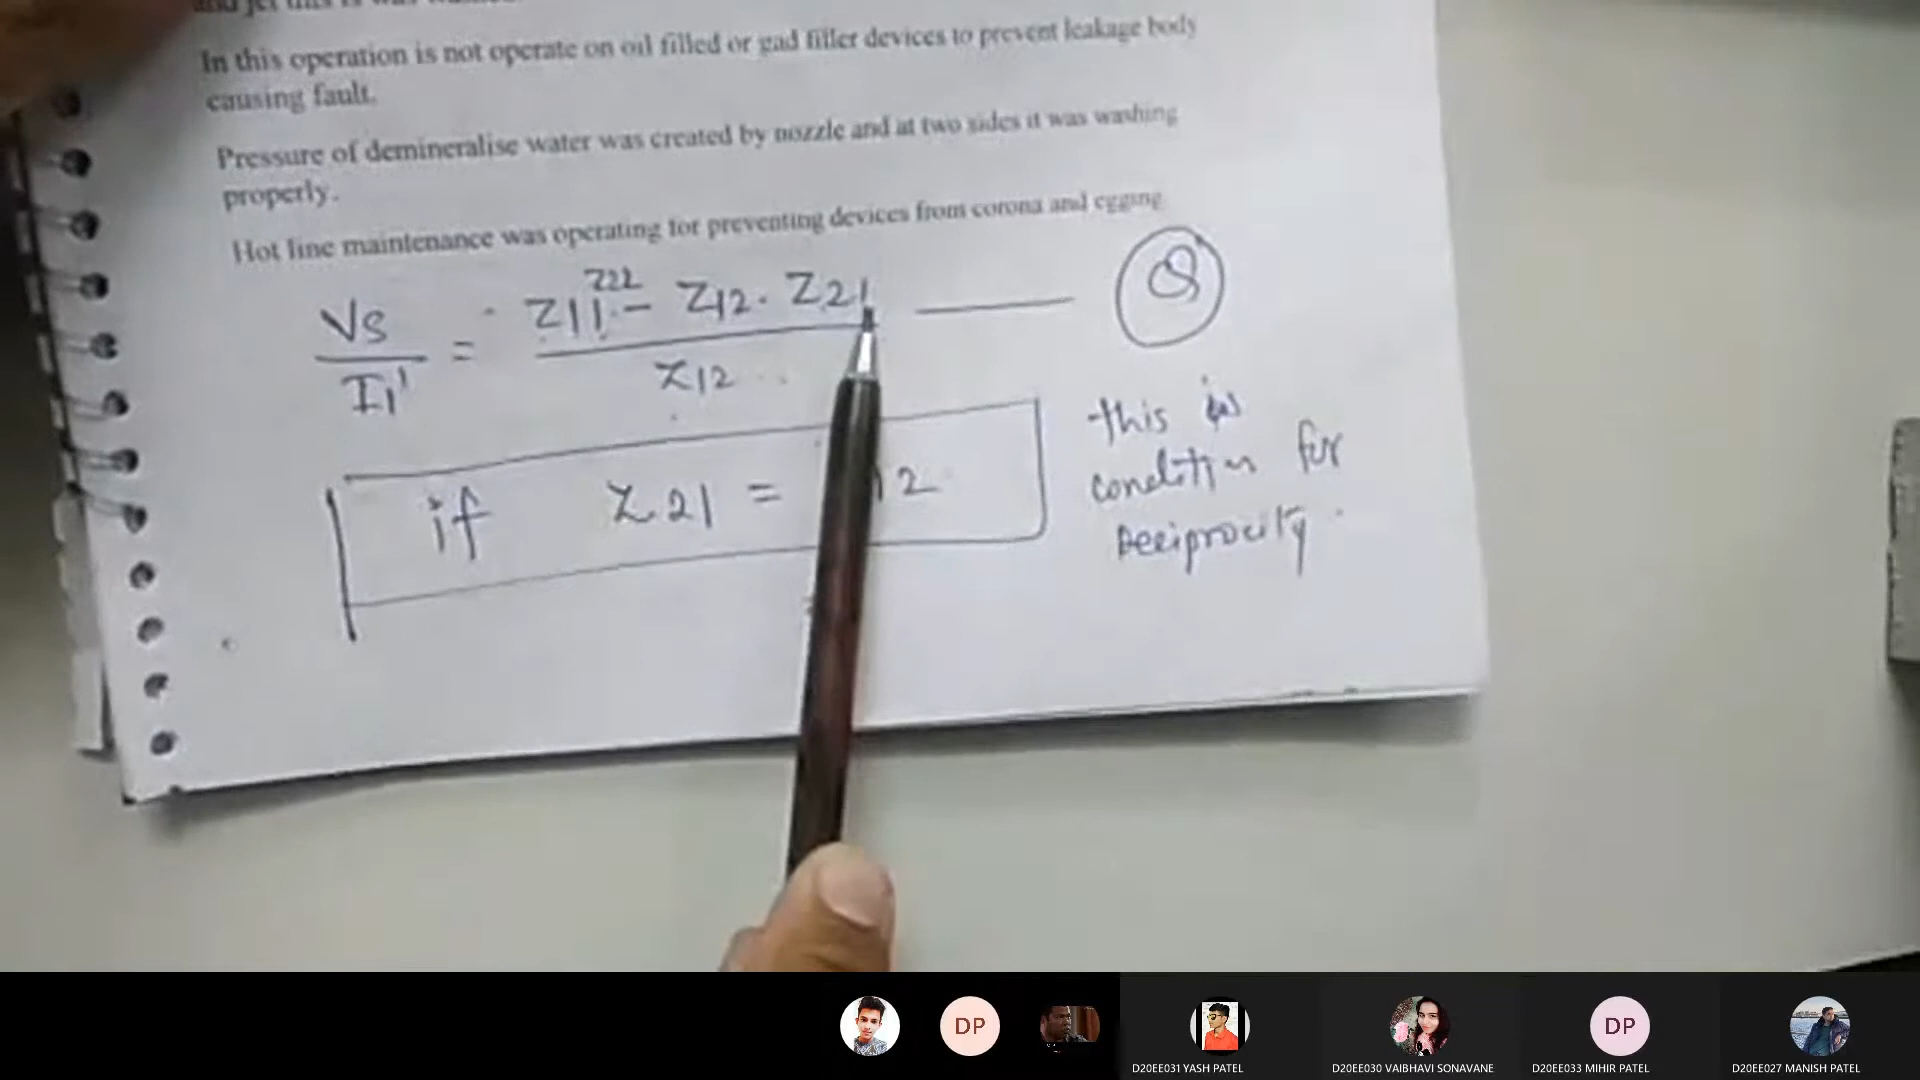 In this operation is not operate on oil filled or gad filler devices to prevent leakage body
causing fault.
Pressure of demineralise water was created by nozzle and at two sides it was washing
properly.
Hot line maintenance was operating for preventing devices from corona and egging
Vs / I1' = Z11 Z22 - Z12 . Z21 / Z12 —— 8
if Z21 = 12
this is
condition for
Reciprocity.
DP
DP
D20EE031 YASH PATEL
D20EE030 VAIBHAVI SONAVANE
D20EE033 MIHIR PATEL
D20EE027 MANISH PATEL